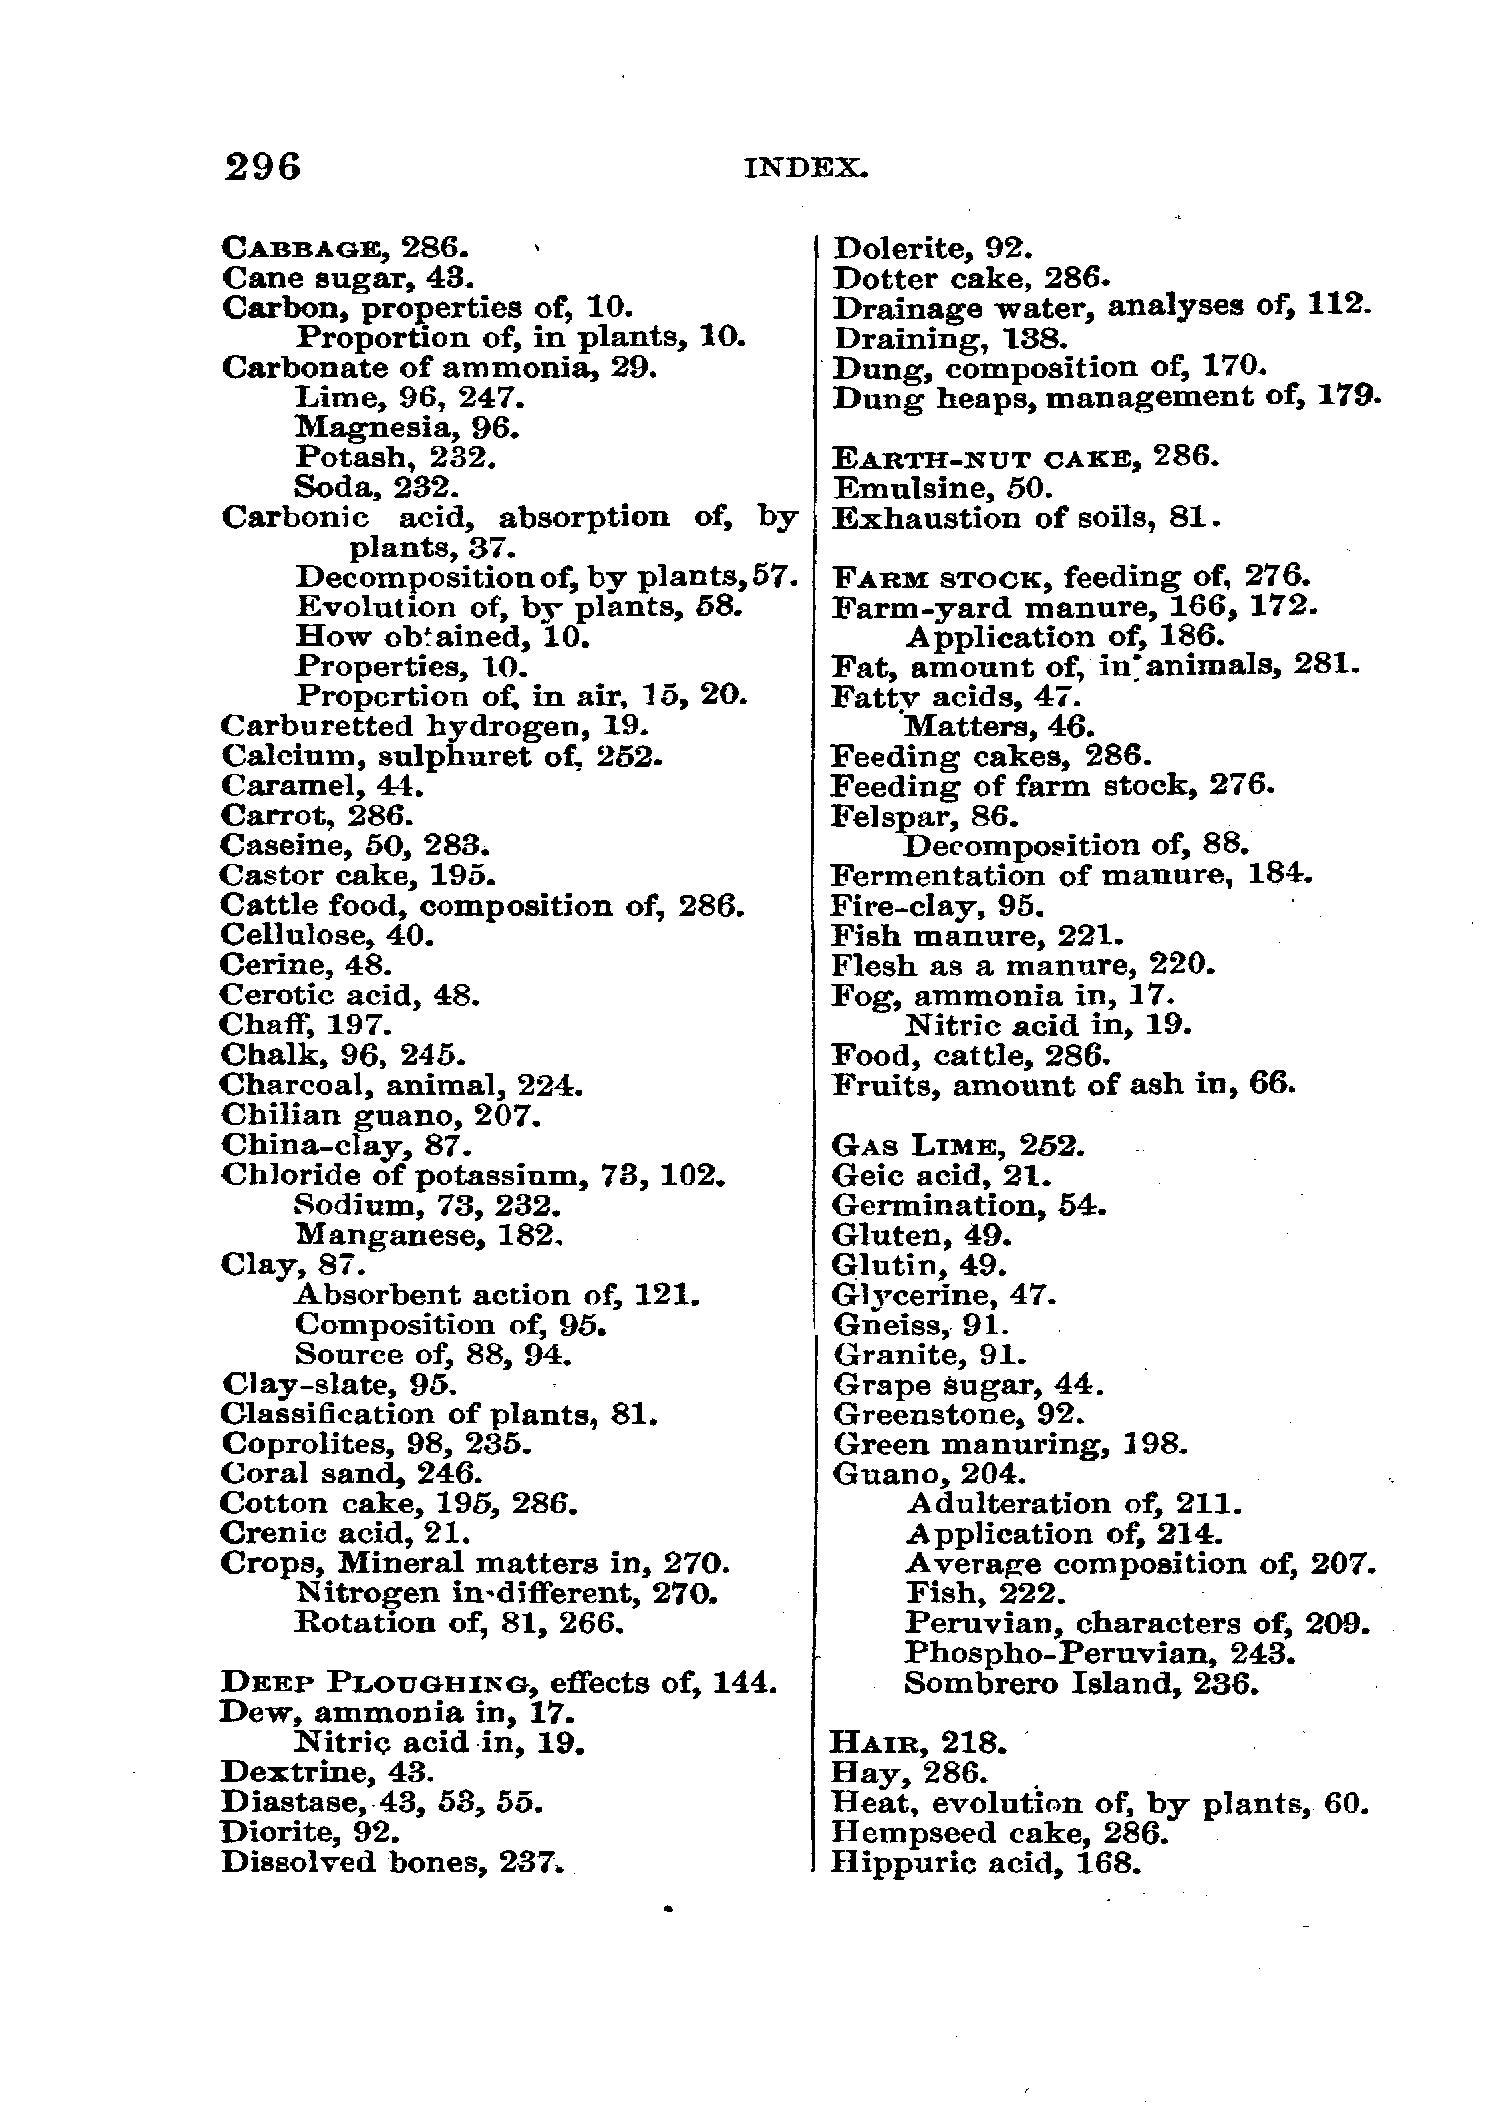 296
INDEX.
CABBAGE, 286.
Cane sugar, 43.
Carbon, properties of, 10.
Proportion of, in plants, 10.
Carbonate of ammonia, 29.
Lime, 96, 247.
Magnesia, 96.
Potash, 232.
Soda, 232.
Carbonic acid, absorption of, by
plants, 37.
Decomposition of, by plants, 57.
Evolution of, by plants, 58.
How obtained, 10.
Properties, 10.
Proportion of, in air, 15, 20.
Carburetted hydrogen, 19.
Calcium, sulphuret of, 252.
Caramel, 44.
Carrot, 286.
Caseine, 50, 283.
Castor cake, 195.
Cattle food, composition of, 286.
Cellulose, 40.
Cerine, 48.
Cerotic acid, 48.
Chaff, 197.
Chalk, 96, 245.
Charcoal, animal, 224.
Chilian guano, 207.
China-clay, 87.
Chloride of potassium, 73, 102.
Sodium, 73, 232.
Manganese, 182.
Clay, 87.
Absorbent action of, 121.
Composition of, 95.
Source of, 88, 94.
Clay-slate, 95.
Classification of plants, 81.
Coprolites, 98, 235.
Coral sand, 246.
Cotton cake, 195, 286.
Crenic acid, 21.
Crops, Mineral matters in, 270.
Nitrogen in different, 270.
Rotation of, 81, 266.
DEEP PLOUGHING, effects of, 144.
Dew, ammonia in, 17.
Nitric acid in, 19.
Dextrine, 43.
Diastase, 43, 53, 55.
Diorite, 92.
Dissolved bones, 237.
Dolerite, 92.
Dotter cake, 286.
Drainage water, analyses of, 112.
Draining, 138.
Dung, composition of, 170.
Dung heaps, management of, 179.
EARTH-NUT CAKE, 286.
Emulsine, 50.
Exhaustion of soils, 81.
FARM STOCK, feeding of, 276.
Farm-yard manure, 166, 172.
Application of, 186.
Fat, amount of, in animals, 281.
Fatty acids, 47.
Matters, 46.
Feeding cakes, 286.
Feeding of farm stock, 276.
Felspar, 86.
Decomposition of, 88.
Fermentation of manure, 184.
Fire-clay, 95.
Fish manure, 221.
Flesh as a manure, 220.
Fog, ammonia in, 17.
Nitric acid in, 19.
Food, cattle, 286.
Fruits, amount of ash in, 66.
GAS LIME, 252.
Geic acid, 21.
Germination, 54.
Gluten, 49.
Glutin, 49.
Glycerine, 47.
Gneiss, 91.
Granite, 91.
Grape sugar, 44.
Greenstone, 92.
Green manuring, 198.
Guano, 204.
Adulteration of, 211.
Application of, 214.
Average composition of, 207.
Fish, 222.
Peruvian, characters of, 209.
Phospho-Peruvian, 243.
Sombrero Island, 236.
HAIR, 218.
Hay, 286.
Heat, evolution of, by plants, 60.
Hempseed cake, 286.
Hippuric acid, 168.